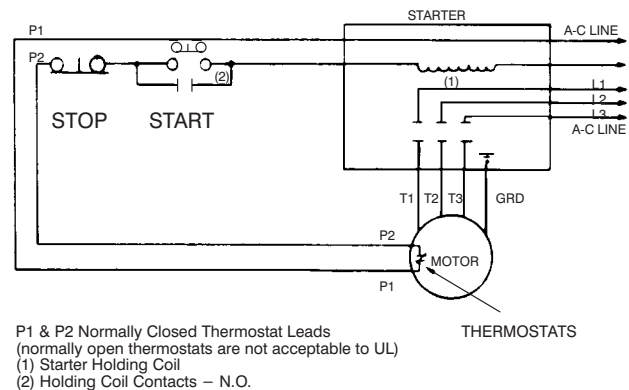 STARTER
P1
A-C LINE
P2
(2)
(1)
L1
STOP
START
L2
L3
A-C LINE
T1 T2 T3 GRD
P2
MOTOR
P1
THERMOSTATS
P1 & P2 Normally Closed Thermostat Leads
(normally open thermostats are not acceptable to UL)
(1) Starter Holding Coil
(2) Holding Coil Contacts – N.O.